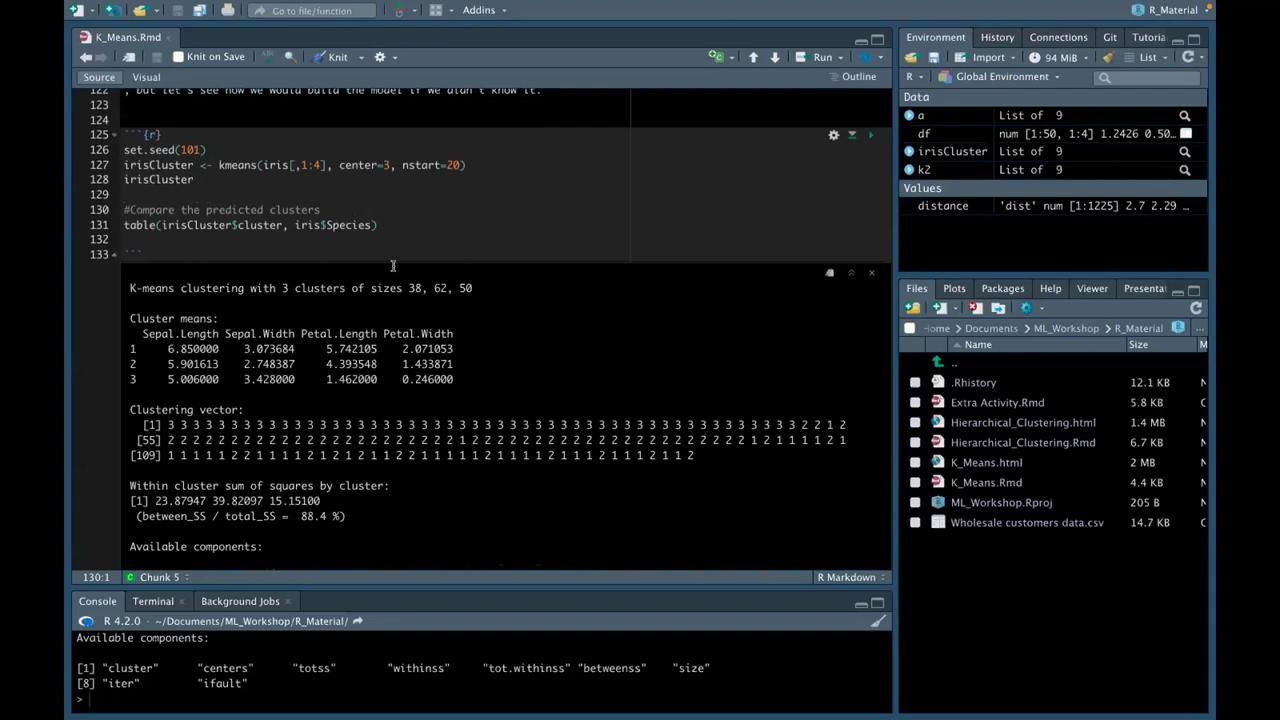 Go to file/function
Addins
R_Material
K_Means.Rmd
Knit on Save
Knit
Run
Source
Visual
Outline
122 , but let's see how we would build the model if we didn't know it.
123
124
125 ```{r}
126 set.seed(101)
127 irisCluster <- kmeans(iris[,1:4], center=3, nstart=20)
128 irisCluster
129
130 #Compare the predicted clusters
131 table(irisCluster$cluster, iris$Species)
132
133 ```
K-means clustering with 3 clusters of sizes 38, 62, 50
Cluster means:
Sepal.Length Sepal.Width Petal.Length Petal.Width
1 6.850000 3.073684 5.742105 2.071053
2 5.901613 2.748387 4.393548 1.433871
3 5.006000 3.428000 1.462000 0.246000
Clustering vector:
[1] 3 3 3 3 3 3 3 3 3 3 3 3 3 3 3 3 3 3 3 3 3 3 3 3 3 3 3 3 3 3 3 3 3 3 3 3 3 3 3 3 3 3 3 3 3 3 3 3 3 3 2 2 1 2
[55] 2 2 2 2 2 2 2 2 2 2 2 2 2 2 2 2 2 2 2 2 2 2 2 1 2 2 2 2 2 2 2 2 2 2 2 2 2 2 2 2 2 2 2 2 2 2 1 2 1 1 1 1 2 1
[109] 1 1 1 1 1 2 2 1 1 1 1 2 1 2 1 2 1 1 2 2 1 1 1 1 1 2 1 1 1 1 2 1 1 1 2 1 1 1 2 1 1 2
Within cluster sum of squares by cluster:
[1] 23.87947 39.82097 15.15100
(between_SS / total_SS = 88.4 %)
Available components:
130:1
Chunk 5
R Markdown
Console
Terminal
Background Jobs
R 4.2.0 · ~/Documents/ML_Workshop/R_Material/
Available components:
[1] "cluster" "centers" "totss" "withinss" "tot.withinss" "betweenss" "size"
[8] "iter" "ifault"
>
Environment
History
Connections
Git
Tutoria
Import
94 MiB
List
R
Global Environment
Data
a List of 9
df num [1:50, 1:4] 1.2426 0.50…
irisCluster List of 9
k2 List of 9
Values
distance 'dist' num [1:1225] 2.7 2.29 …
Files
Plots
Packages
Help
Viewer
Presenta
Home
Documents
ML_Workshop
R_Material
...
Name
Size
M
..
.Rhistory 12.1 KB N
Extra Activity.Rmd 5.8 KB N
Hierarchical_Clustering.html 1.4 MB N
Hierarchical_Clustering.Rmd 6.7 KB N
K_Means.html 2 MB N
K_Means.Rmd 4.4 KB N
ML_Workshop.Rproj 205 B N
Wholesale customers data.csv 14.7 KB N